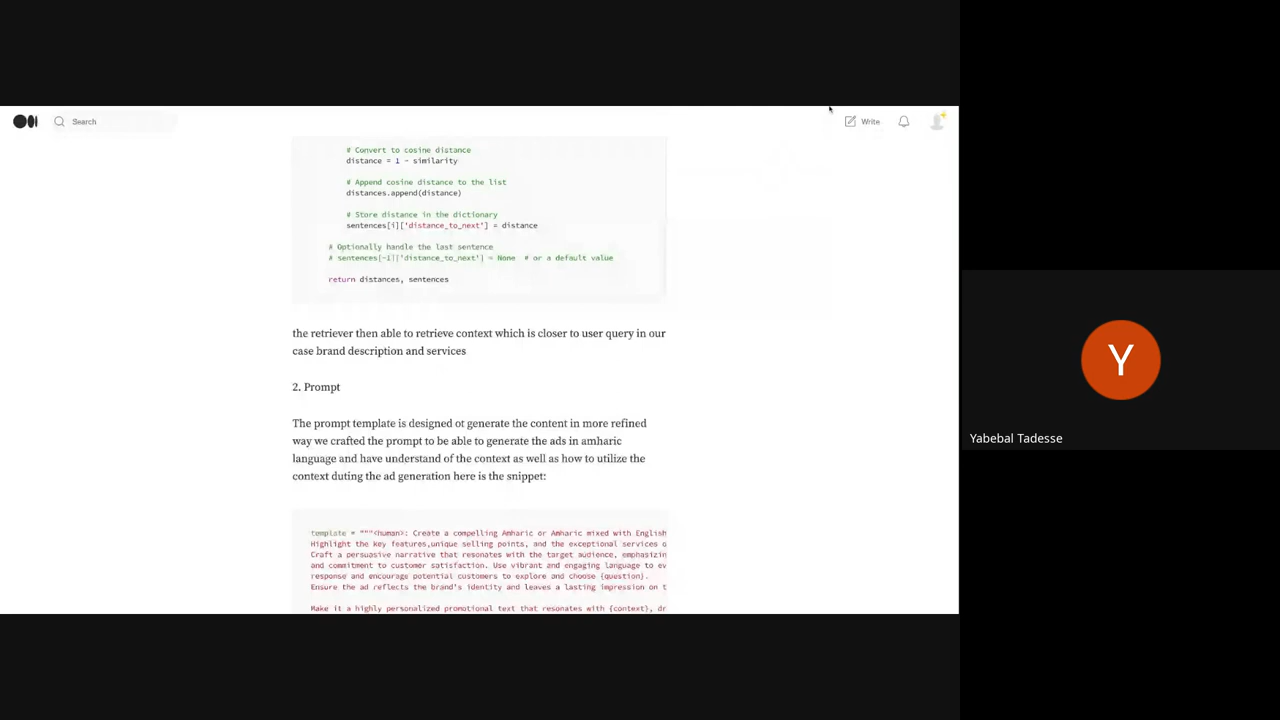 Search
Write
# Convert to cosine distance
distance = 1 - similarity
# Append cosine distance to the list
distances.append(distance)
# Store distance in the dictionary
sentences[i]['distance_to_next'] = distance
# Optionally handle the last sentence
# sentences[-1]['distance_to_next'] = None  # or a default value
return distances, sentences
the retriever then able to retrieve context which is closer to user query in our
case brand description and services
2. Prompt
The prompt template is designed ot generate the content in more refined
way we crafted the prompt to be able to generate the ads in amharic
language and have understand of the context as well as how to utilize the
context duting the ad generation here is the snippet:
template = """<human>: Create a compelling Amharic or Amharic mixed with English
Highlight the key features,unique selling points, and the exceptional services o
Craft a persuasive narrative that resonates with the target audience, emphasizin
and commitment to customer satisfaction. Use vibrant and engaging language to ev
response and encourage potential customers to explore and choose {question}.
Ensure the ad reflects the brand's identity and leaves a lasting impression on t
Make it a highly personalized promotional text that resonates with {context}, dr
Y
Yabebal Tadesse